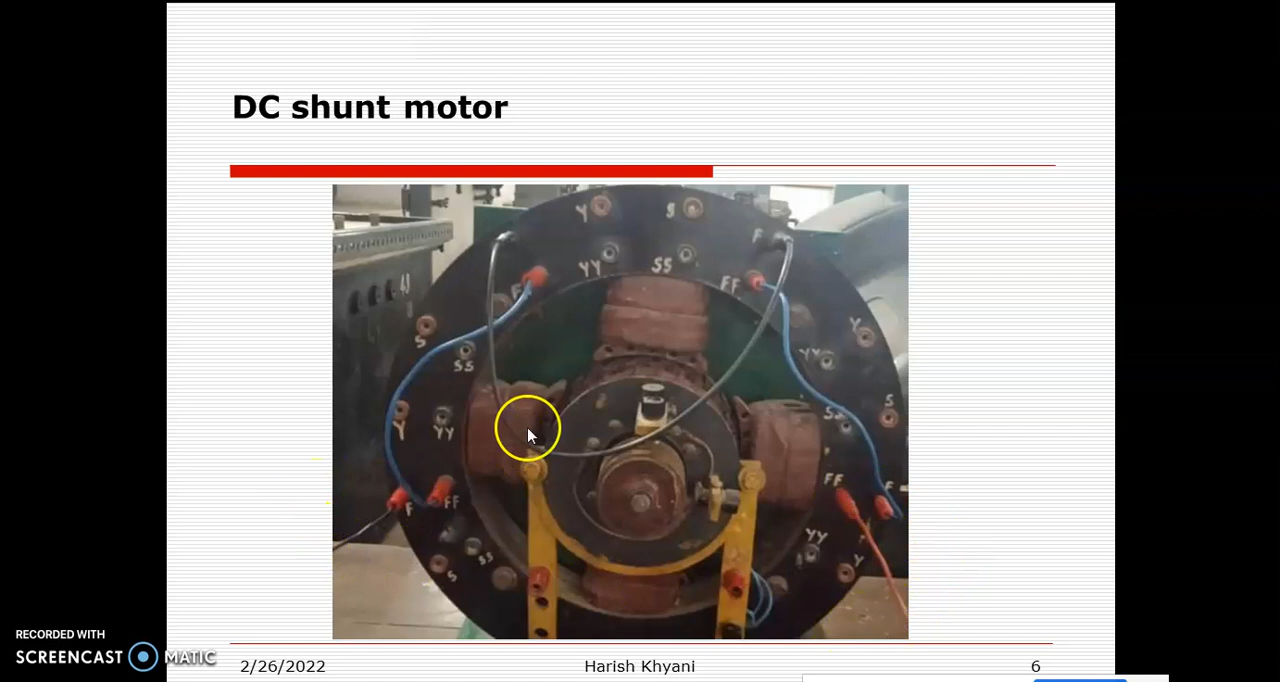 DC shunt motor
Y
S
F
YY
SS
FF
F
S
SS
Y
YY
Y
YY
S
SS
F
FF
FF
F
YY
Y
SS
S
RECORDED WITH
SCREENCAST MATIC
2/26/2022
Harish Khyani
6